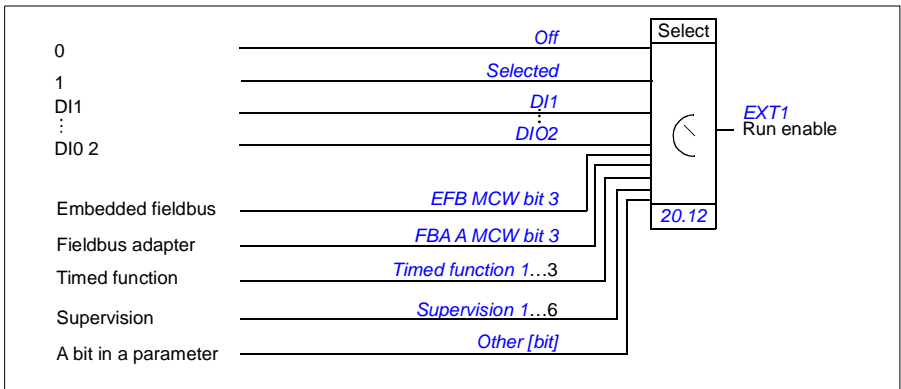 Select
0 Off
1 Selected
DI1 DI1
⋮ ⋮
DI0 2 DIO2
EXT1
Run enable
Embedded fieldbus EFB MCW bit 3
20.12
Fieldbus adapter FBA A MCW bit 3
Timed function Timed function 1…3
Supervision Supervision 1…6
A bit in a parameter Other [bit]